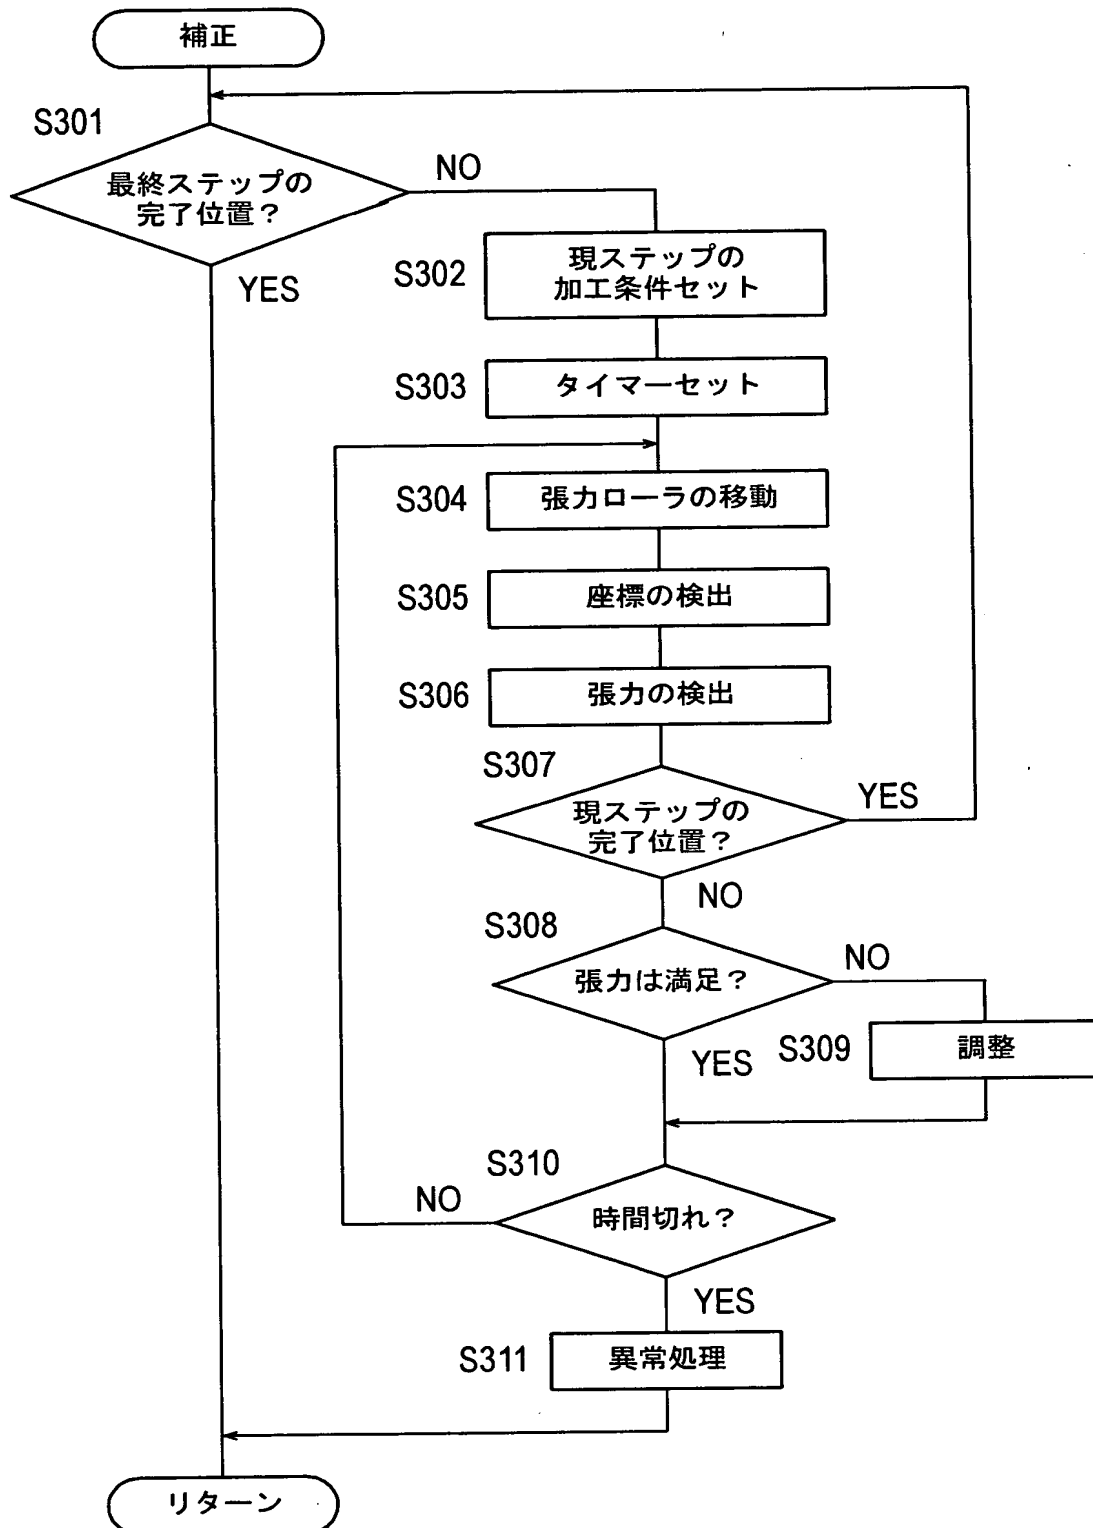 補正
S301
最終ステップの
完了位置？
NO
YES
S302
現ステップの
加工条件セット
S303
タイマーセット
S304
張力ローラの移動
S305
座標の検出
S306
張力の検出
S307
現ステップの
完了位置？
YES
NO
S308
張力は満足？
NO
YES
S309
調整
S310
時間切れ？
NO
YES
S311
異常処理
リターン